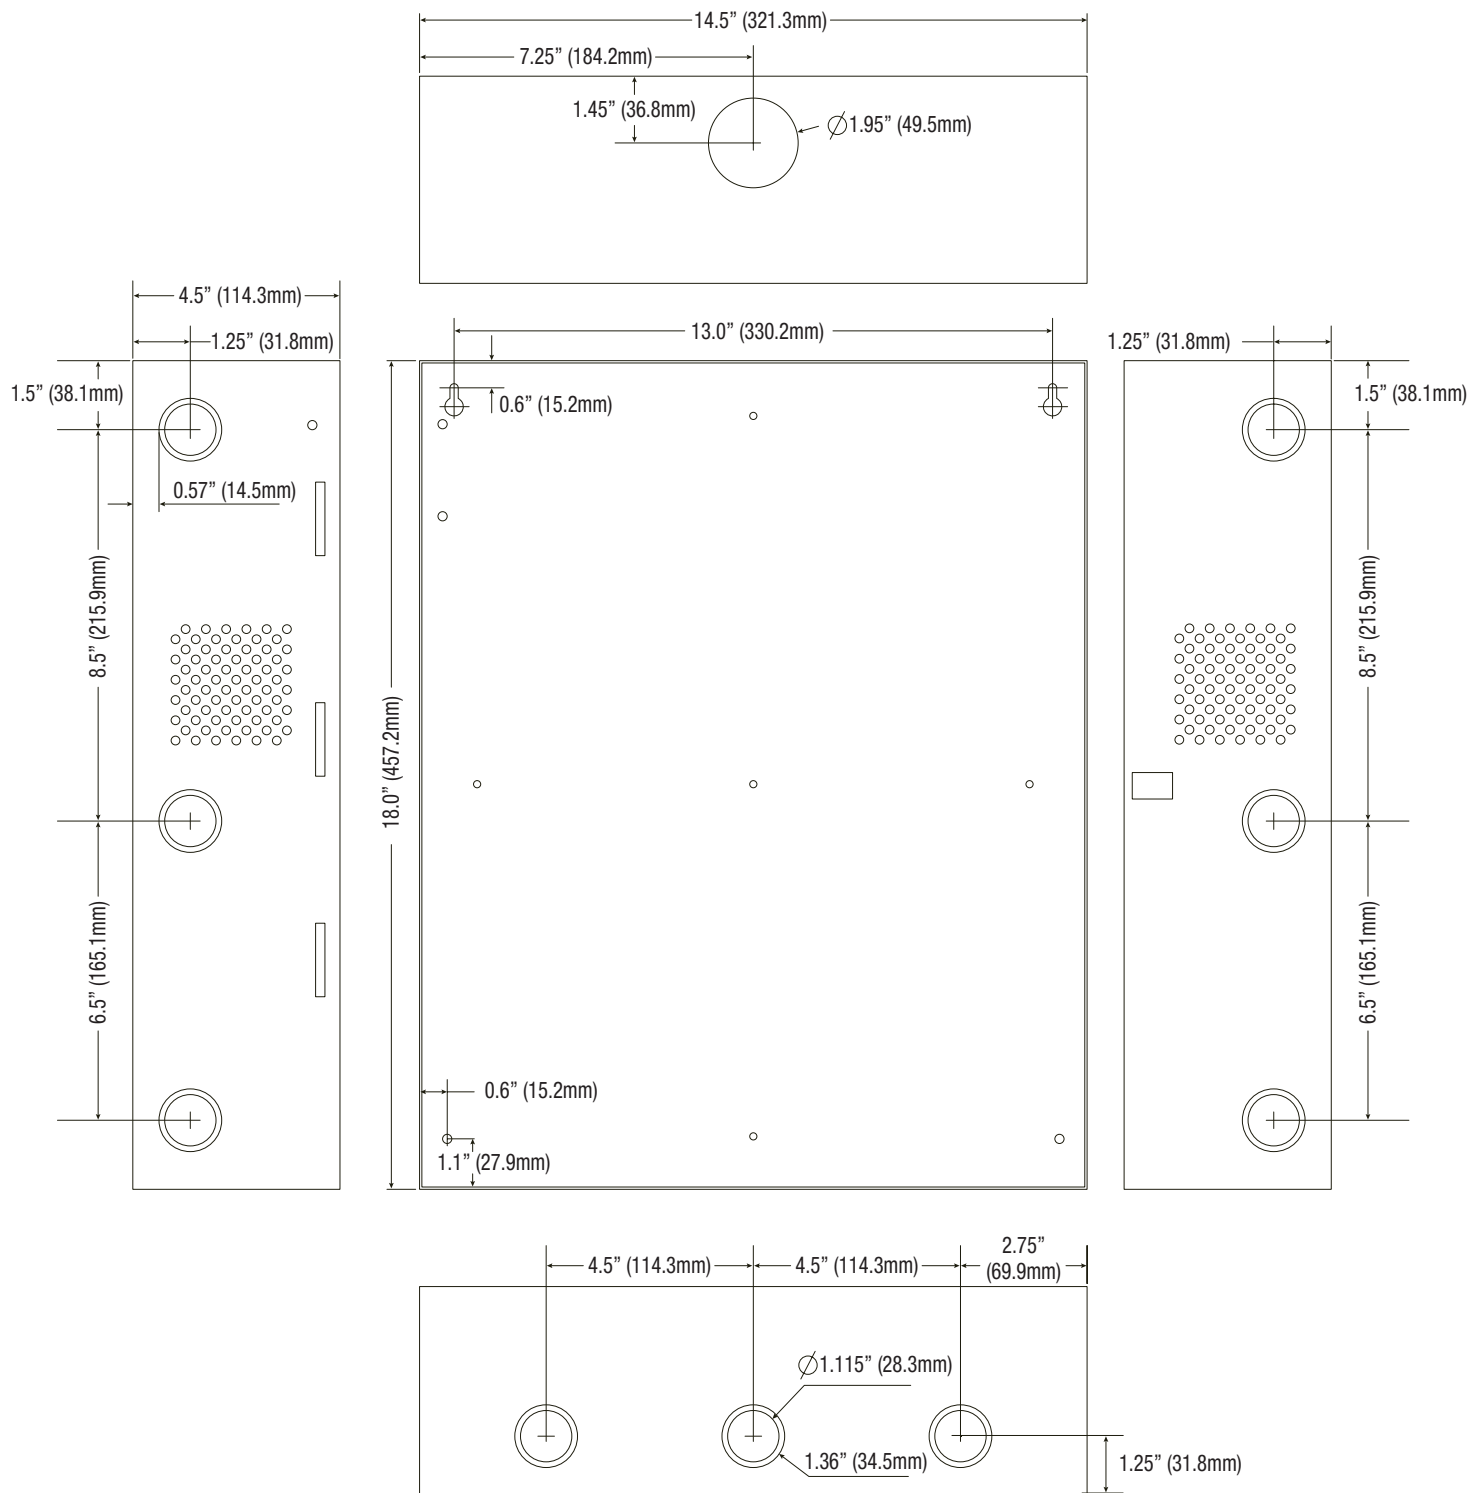 14.5” (321.3mm)
7.25” (184.2mm)
1.45” (36.8mm)
1.95” (49.5mm)
4.5” (114.3mm)
1.25” (31.8mm)
1.5” (38.1mm)
0.57” (14.5mm)
8.5” (215.9mm)
6.5” (165.1mm)
13.0” (330.2mm)
0.6” (15.2mm)
18.0” (457.2mm)
0.6” (15.2mm)
1.1” (27.9mm)
1.25” (31.8mm)
1.5” (38.1mm)
8.5” (215.9mm)
6.5” (165.1mm)
4.5” (114.3mm)
4.5” (114.3mm)
2.75”
(69.9mm)
1.115” (28.3mm)
1.36” (34.5mm)
1.25” (31.8mm)